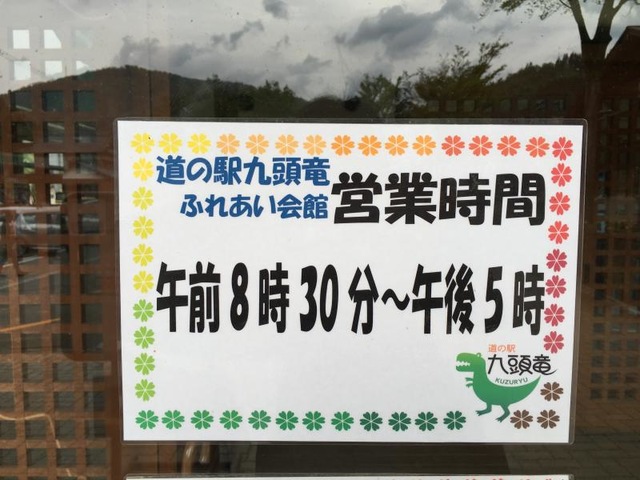 道の駅九頭竜
ふれあい会館
営業時間
午前8時30分～午後5時
道の駅
九頭竜
KUZURYU